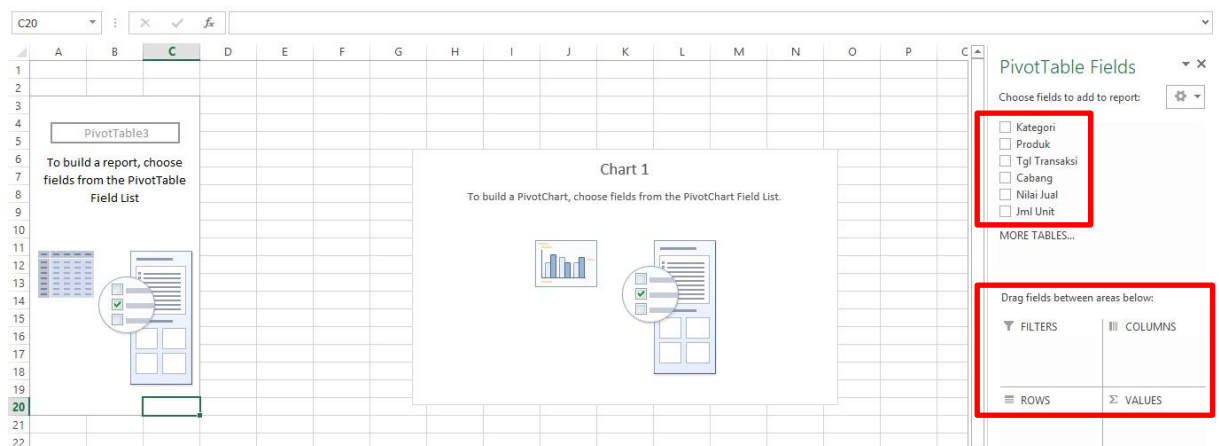 C20
fx
A B C D E F G H I J K L M N O P
1
2
3
4
5
6
7
8
9
10
11
12
13
14
15
16
17
18
19
20
21
22
PivotTable3
To build a report, choose
fields from the PivotTable
Field List
Chart 1
To build a PivotChart, choose fields from the PivotChart Field List.
PivotTable Fields
Choose fields to add to report:
Kategori
Produk
Tgl Transaksi
Cabang
Nilai Jual
Jml Unit
MORE TABLES...
Drag fields between areas below:
FILTERS
COLUMNS
ROWS
Σ VALUES